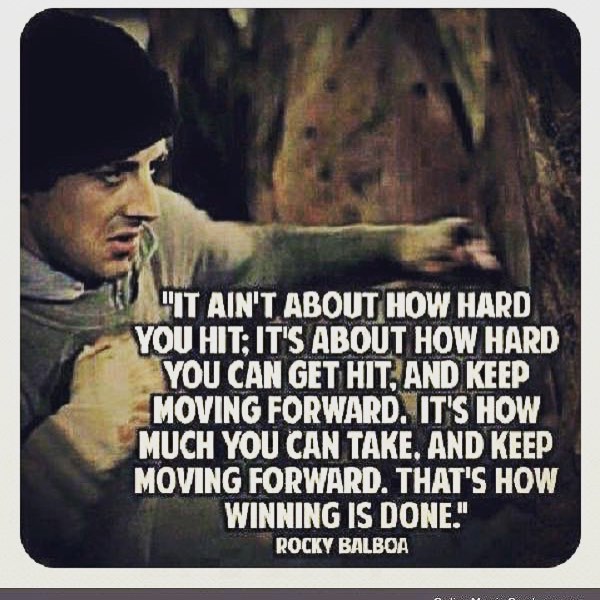 "IT AIN'T ABOUT HOW HARD
YOU HIT; IT'S ABOUT HOW HARD
YOU CAN GET HIT, AND KEEP
MOVING FORWARD. IT'S HOW
MUCH YOU CAN TAKE, AND KEEP
MOVING FORWARD. THAT'S HOW
WINNING IS DONE."
ROCKY BALBOA